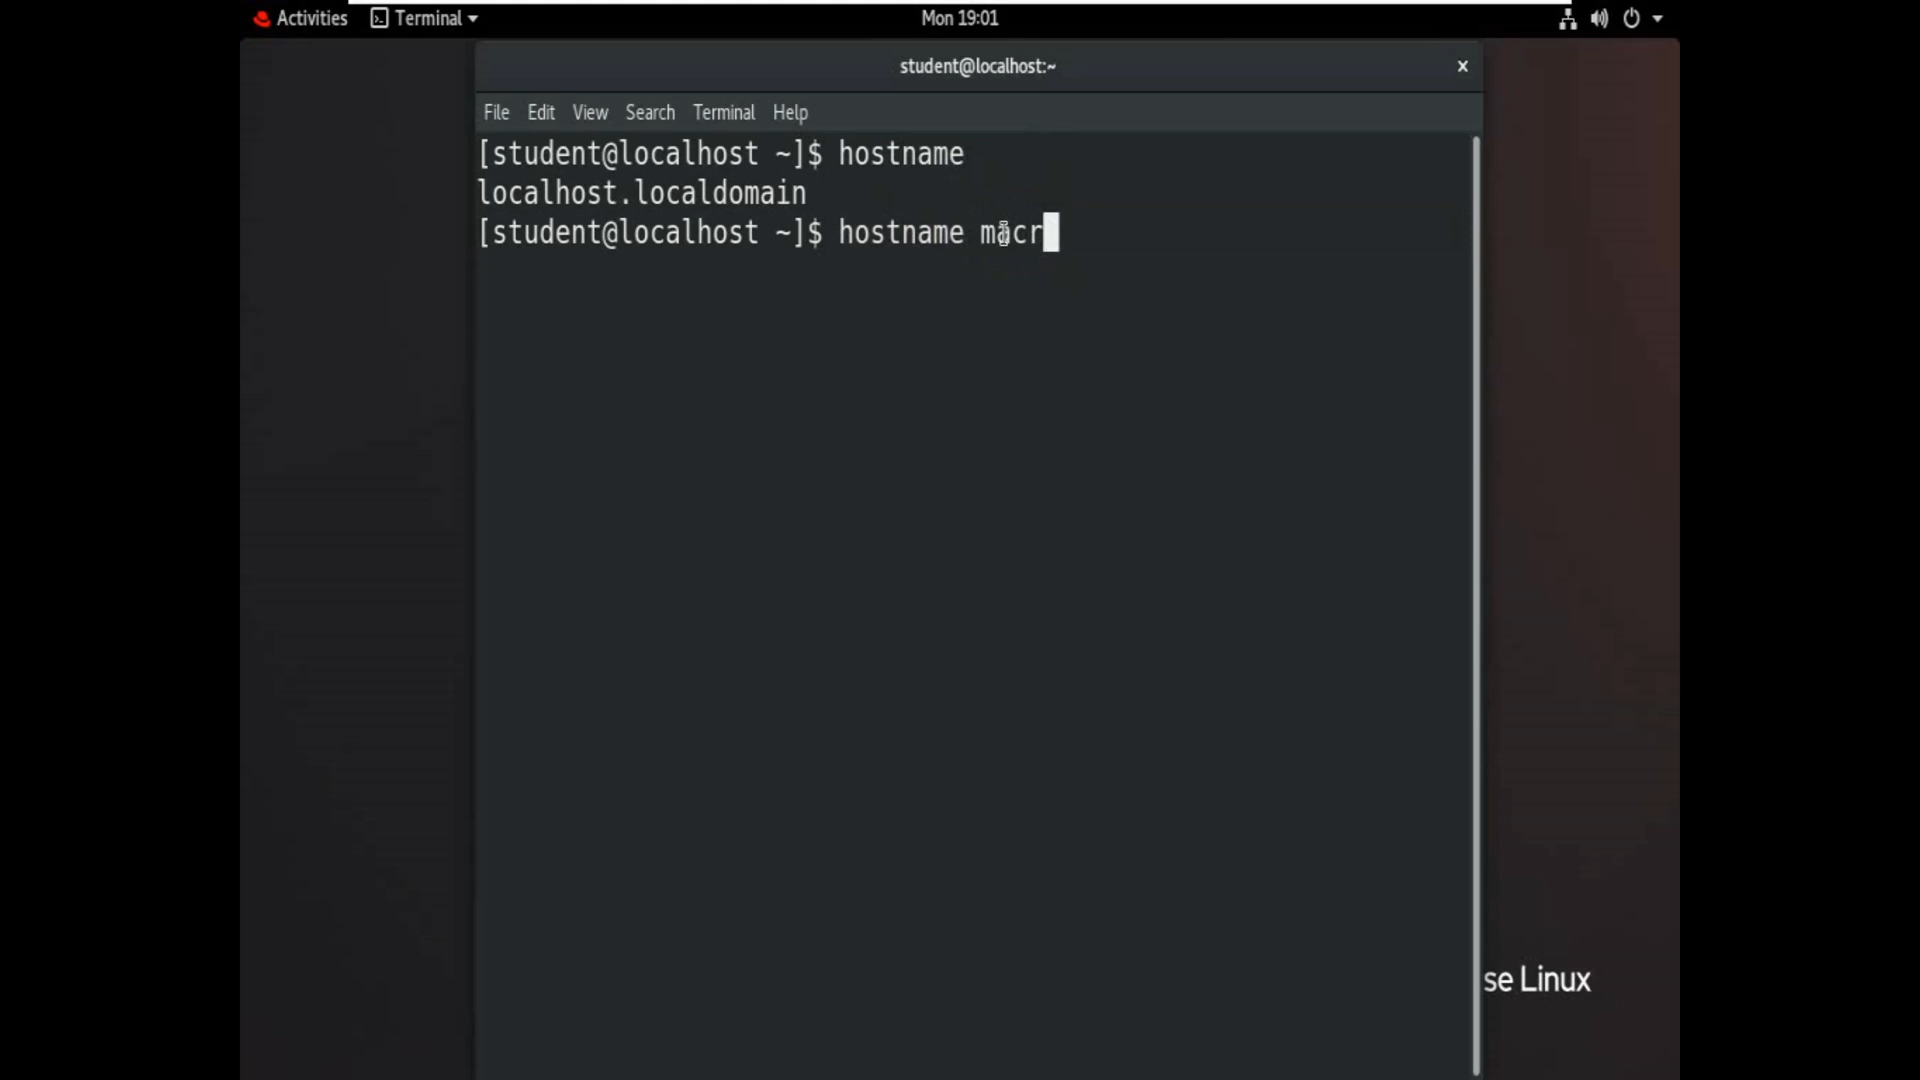 Activities Terminal Mon 19:01
student@localhost:~ x
File Edit View Search Terminal Help
[student@localhost ~]$ hostname
localhost.localdomain
[student@localhost ~]$ hostname macr
se Linux